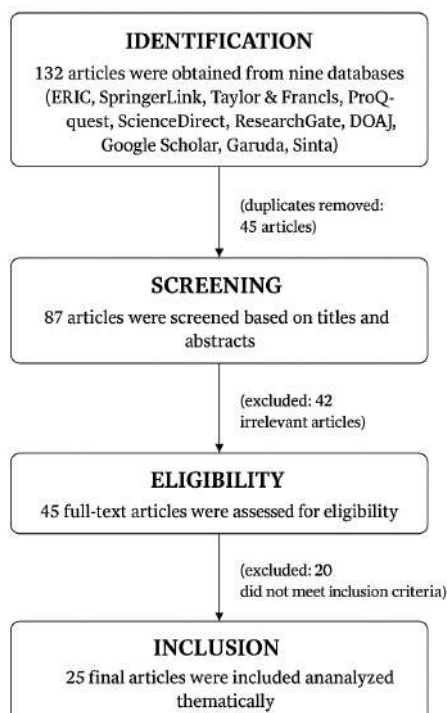 IDENTIFICATION
132 articles were obtained from nine databases
(ERIC, SpringerLink, Taylor & Francls, ProQ-
quest, ScienceDirect, ResearchGate, DOAJ,
Google Scholar, Garuda, Sinta)
(duplicates removed:
45 articles)
SCREENING
87 articles were screened based on titles and
abstracts
(excluded: 42
irrelevant articles)
ELIGIBILITY
45 full-text articles were assessed for eligibility
(excluded: 20
did not meet inclusion criteria)
INCLUSION
25 final articles were included ananalyzed
thematically